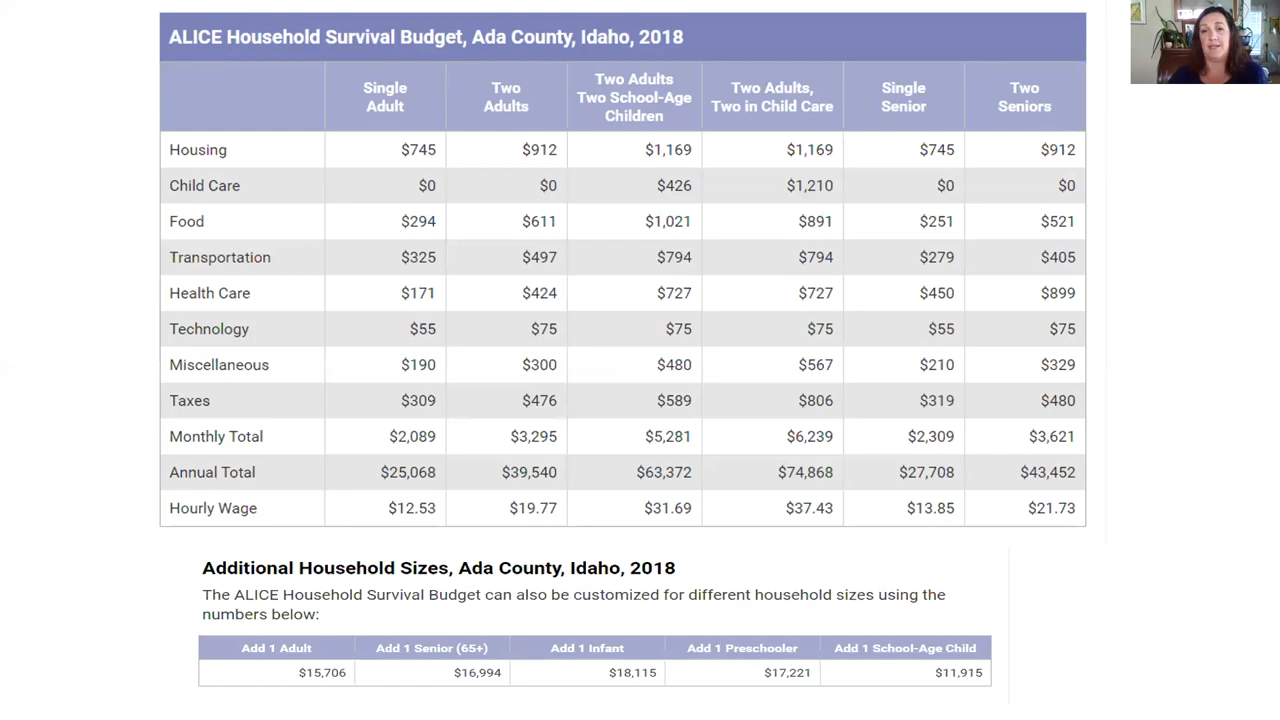 ALICE Household Survival Budget, Ada County, Idaho, 2018
Single Adult | Two Adults | Two Adults Two School-Age Children | Two Adults, Two in Child Care | Single Senior | Two Seniors
Housing $745 $912 $1,169 $1,169 $745 $912
Child Care $0 $0 $426 $1,210 $0 $0
Food $294 $611 $1,021 $891 $251 $521
Transportation $325 $497 $794 $794 $279 $405
Health Care $171 $424 $727 $727 $450 $899
Technology $55 $75 $75 $75 $55 $75
Miscellaneous $190 $300 $480 $567 $210 $329
Taxes $309 $476 $589 $806 $319 $480
Monthly Total $2,089 $3,295 $5,281 $6,239 $2,309 $3,621
Annual Total $25,068 $39,540 $63,372 $74,868 $27,708 $43,452
Hourly Wage $12.53 $19.77 $31.69 $37.43 $13.85 $21.73
Additional Household Sizes, Ada County, Idaho, 2018
The ALICE Household Survival Budget can also be customized for different household sizes using the
numbers below:
Add 1 Adult Add 1 Senior (65+) Add 1 Infant Add 1 Preschooler Add 1 School-Age Child
$15,706 $16,994 $18,115 $17,221 $11,915